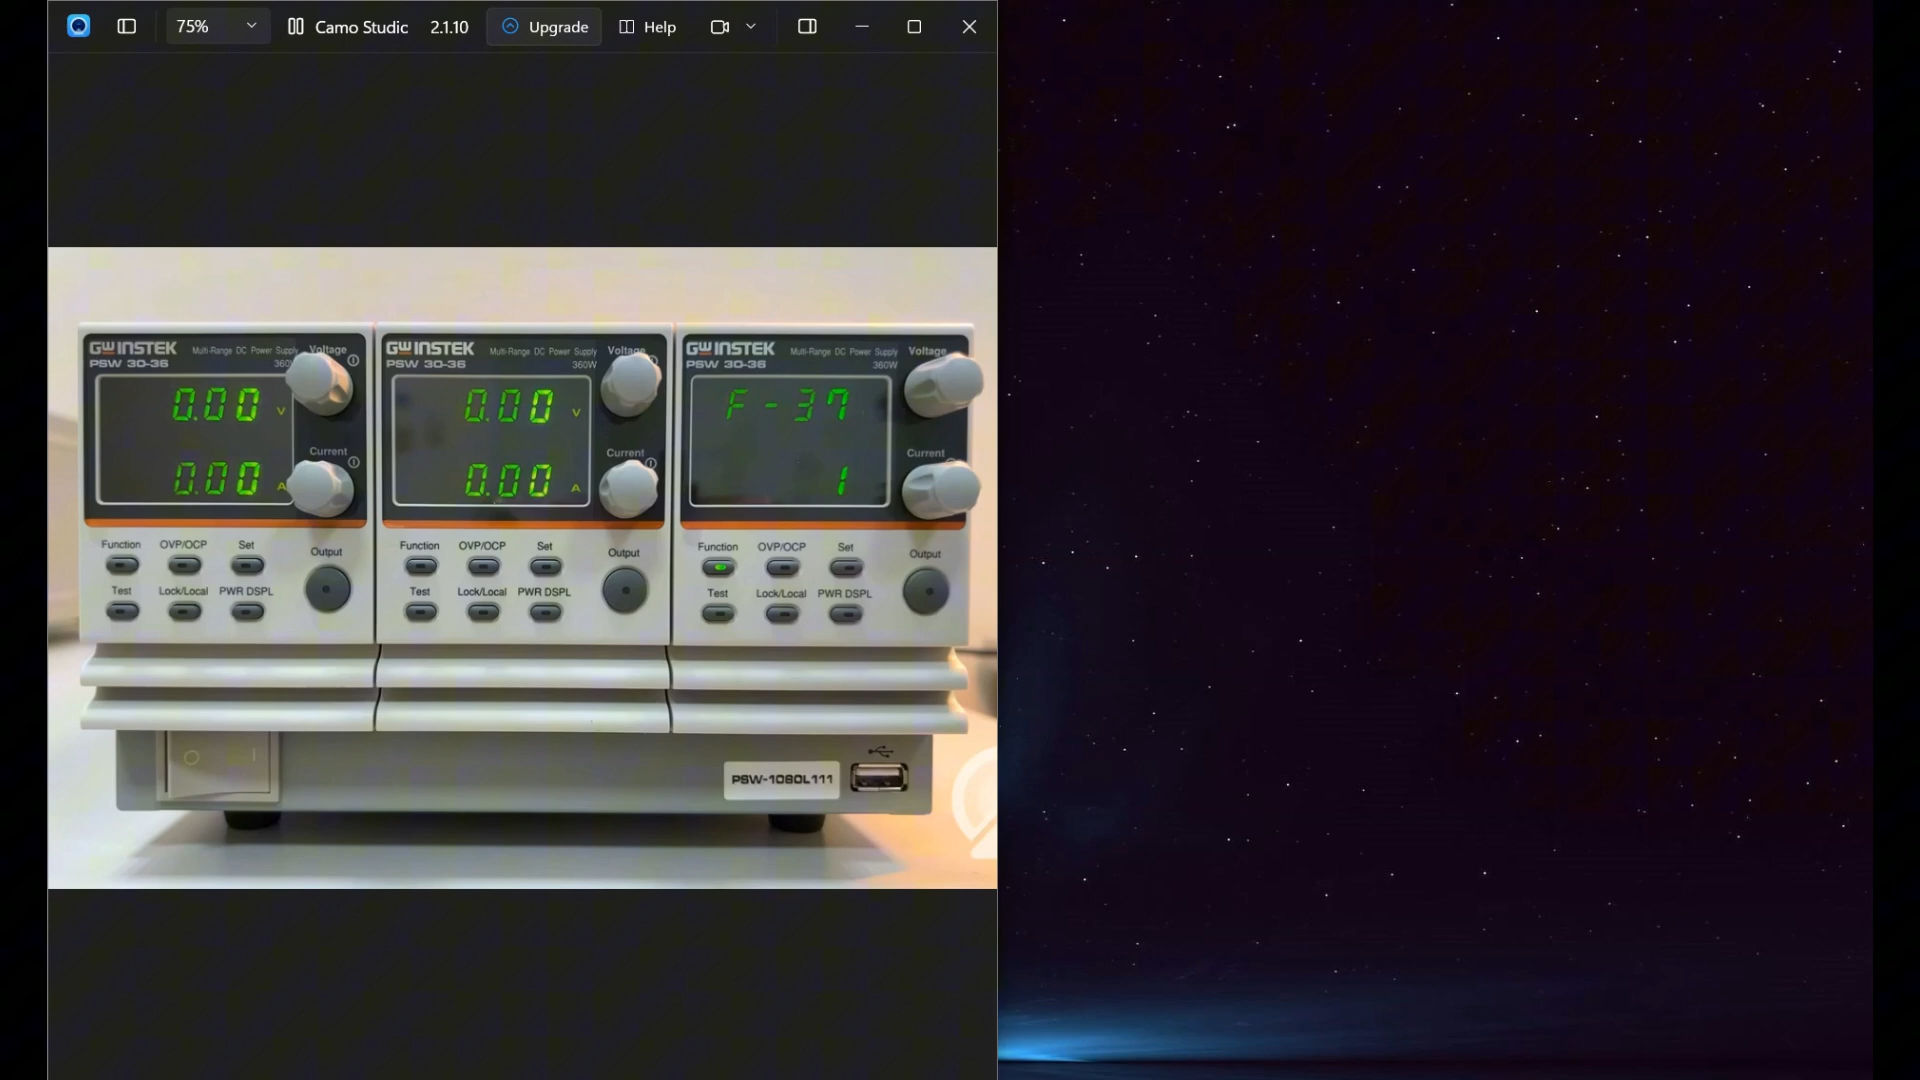 75% Camo Studio 2.1.10 Upgrade Help
GW INSTEK Multi-Range DC Power Supply Voltage
PSW 30-36 360W
0.00 V
Current
0.00 A
Function OVP/OCP Set Output
Test Lock/Local PWR DSPL
GW INSTEK Multi-Range DC Power Supply Voltage
PSW 30-36 360W
0.00 V
Current
0.00 A
Function OVP/OCP Set Output
Test Lock/Local PWR DSPL
GW INSTEK Multi-Range DC Power Supply Voltage
PSW 30-36 360W
F-37
Current
1
Function OVP/OCP Set Output
Test Lock/Local PWR DSPL
PSW-1080L111